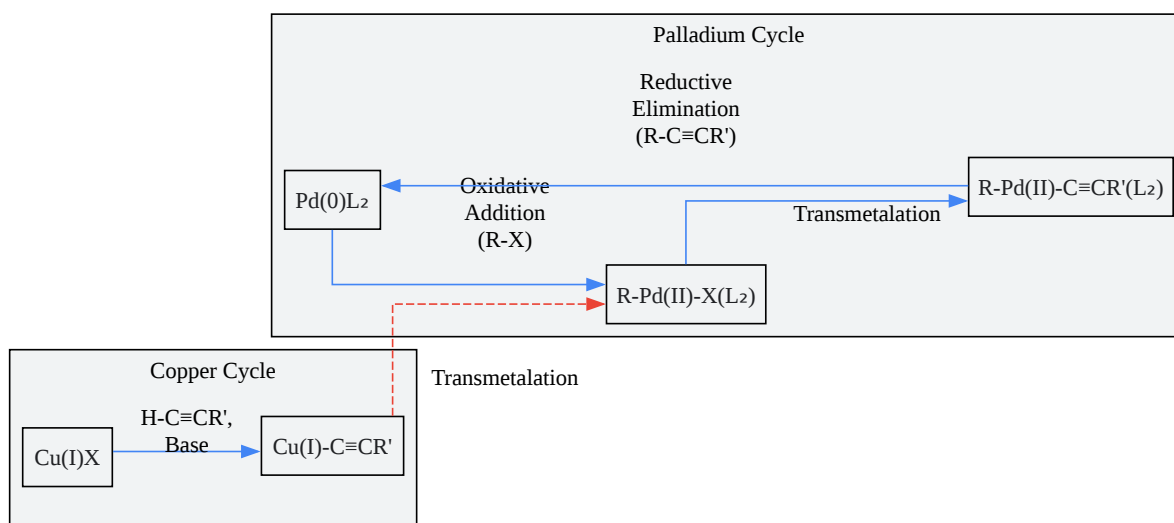 Palladium Cycle
Reductive
Elimination
(R-C≡CR')
Pd(0)L₂
Oxidative
Addition
(R-X)
R-Pd(II)-C≡CR'(L₂)
Transmetalation
R-Pd(II)-X(L₂)
Copper Cycle
Transmetalation
H-C≡CR',
Base
Cu(I)X
Cu(I)-C≡CR'